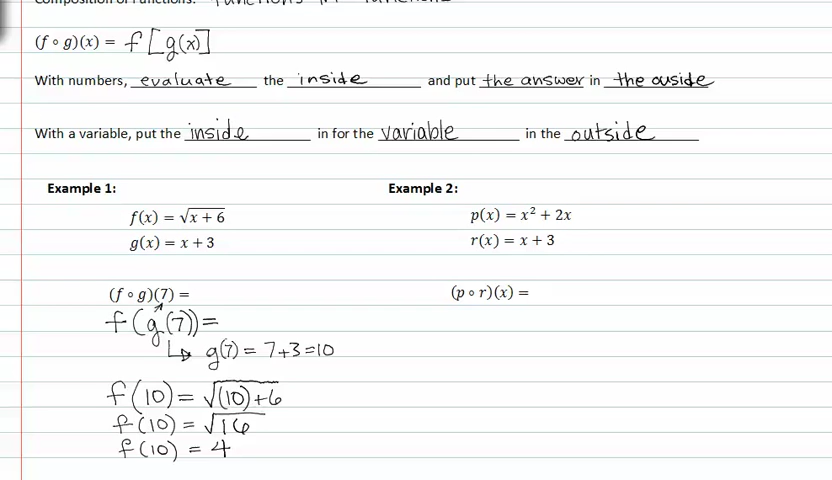 (f ∘ g)(x) = f[g(x)]
With numbers, evaluate the inside and put the answer in the ouside
With a variable, put the inside in for the variable in the outside
Example 1:
f(x) = √x + 6
g(x) = x + 3
(f ∘ g)(7) =
f(g(7)) =
g(7) = 7+3=10
f(10) = √(10)+6
f(10) = √16
f(10) = 4
Example 2:
p(x) = x² + 2x
r(x) = x + 3
(p ∘ r)(x) =